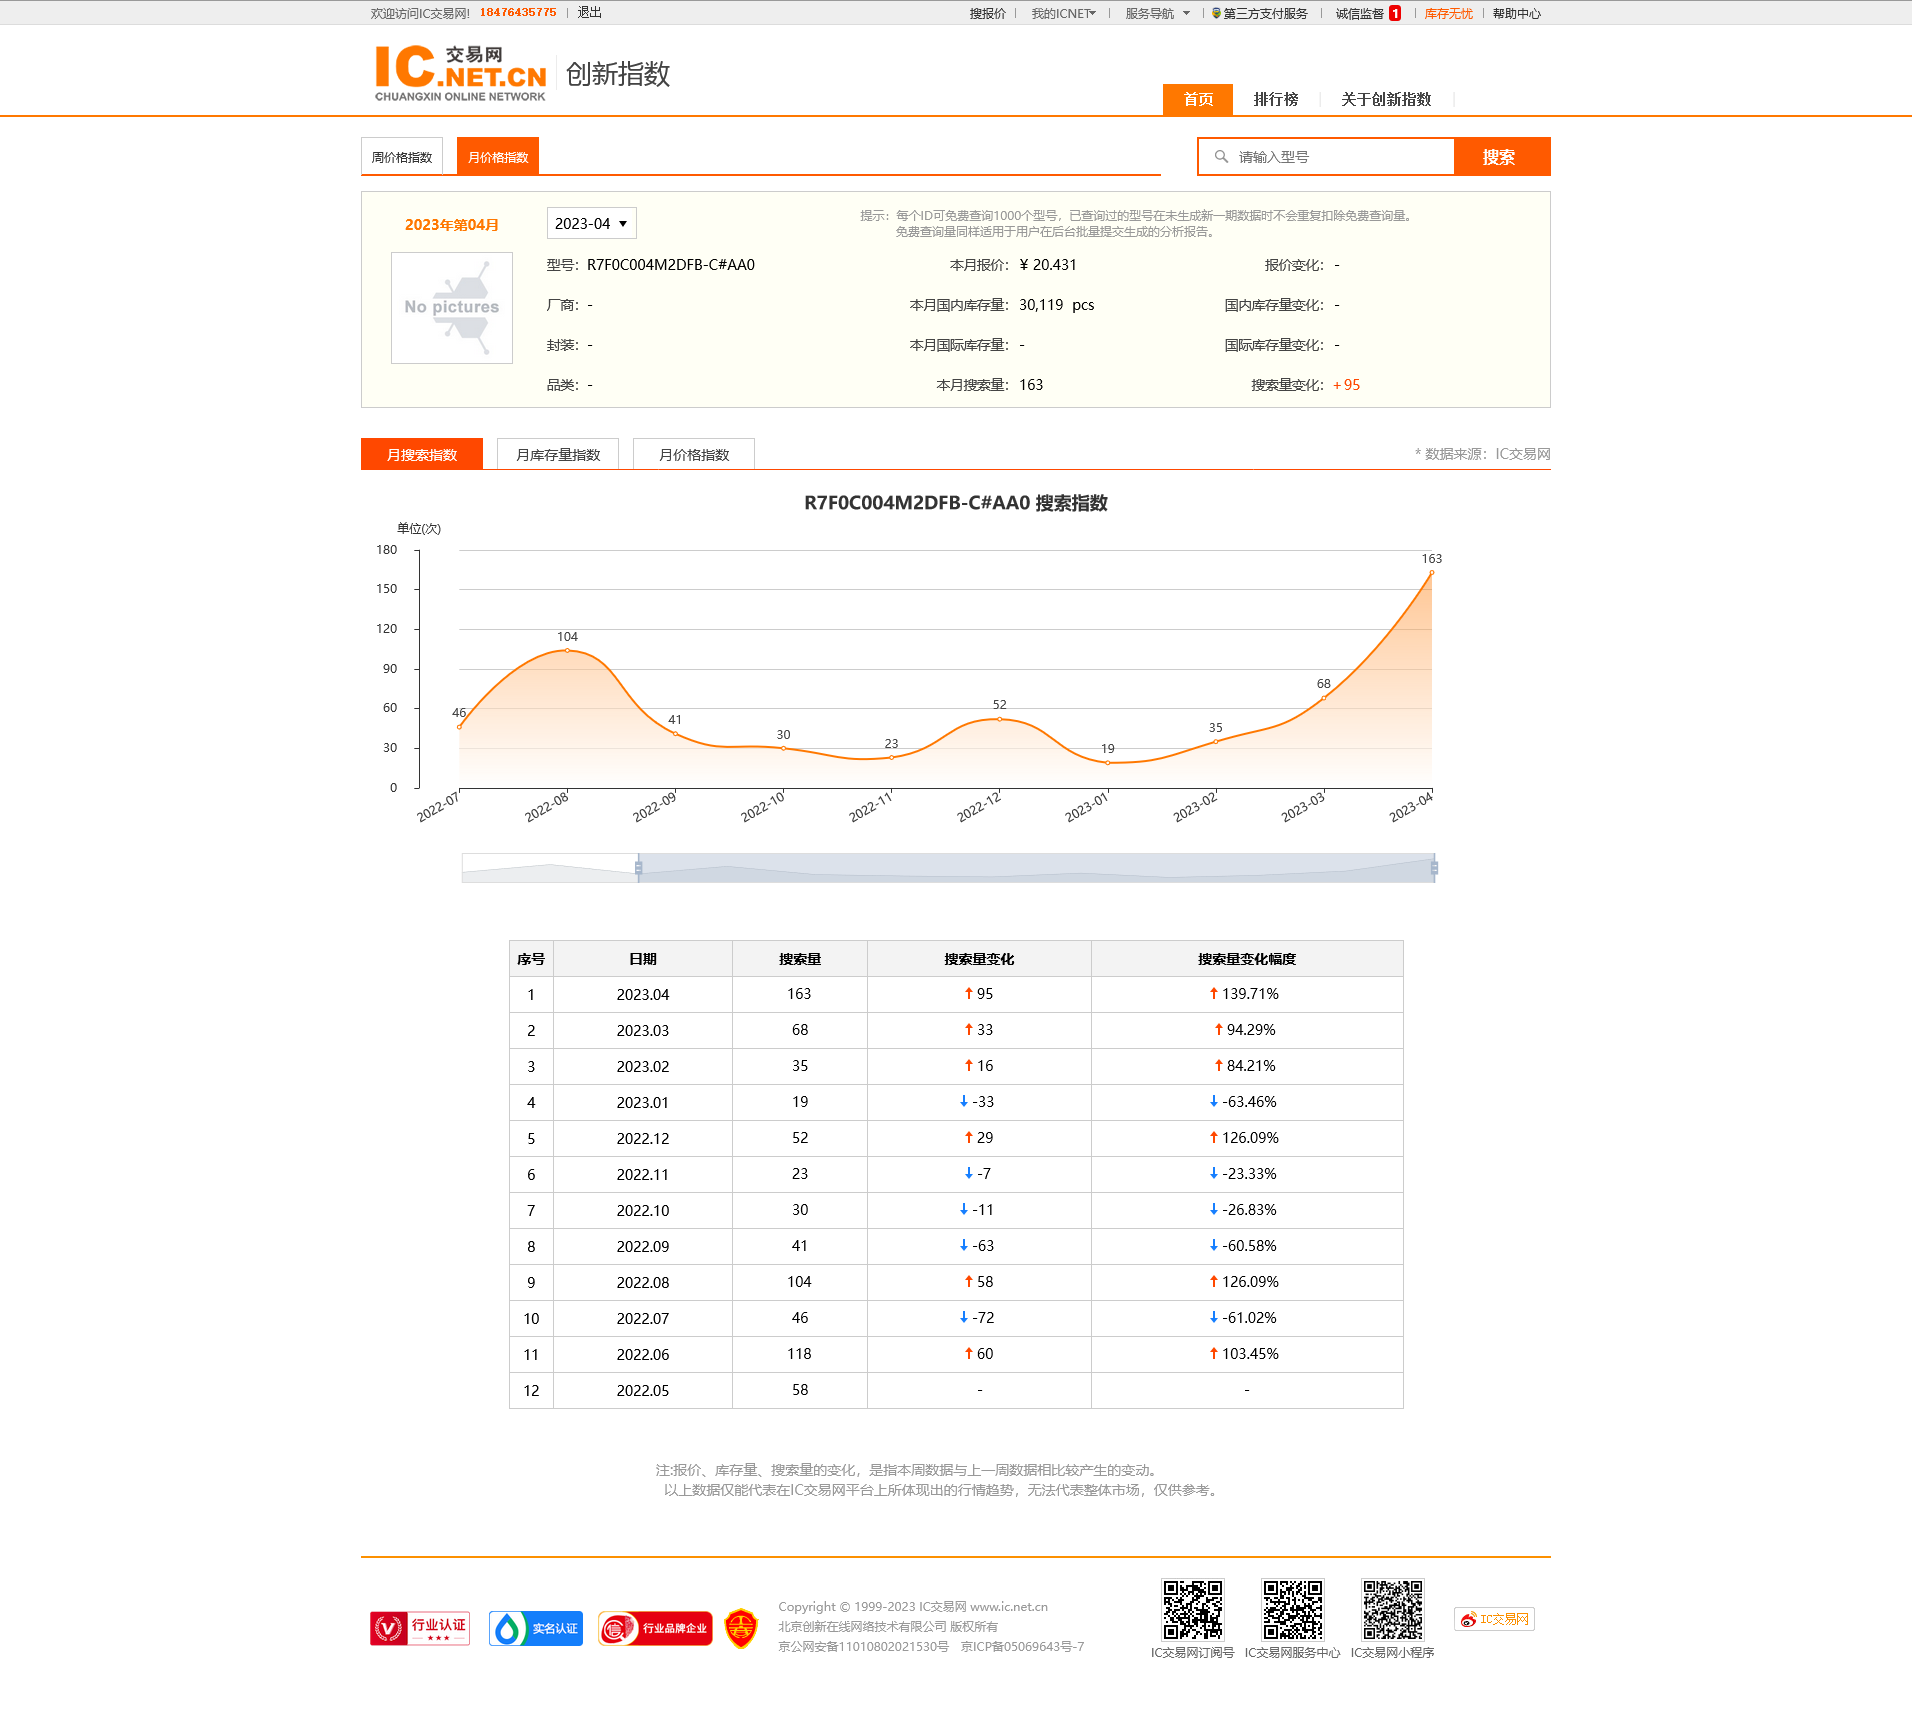 欢迎访问IC交易网! 18476435775 退出 搜报价 我的ICNET 服务导航 第三方支付服务 诚信监督 1 库存无忧 帮助中心
IC.NET.CN 交易网
CHUANGXIN ONLINE NETWORK
创新指数
首页 排行榜 关于创新指数
周价格指数 月价格指数 请输入型号 搜索
2023年第04月 2023-04
提示：每个ID可免费查询1000个型号，已查询过的型号在未生成新一期数据时不会重复扣除免费查询量。
免费查询量同样适用于用户在后台批量提交生成的分析报告。
No pictures
型号：R7F0C004M2DFB-C#AA0 本月报价：¥ 20.431 报价变化：-
厂商：- 本月国内库存量：30,119 pcs 国内库存量变化：-
封装：- 本月国际库存量：- 国际库存量变化：-
品类：- 本月搜索量：163 搜索量变化：+95
月搜索指数 月库存量指数 月价格指数 * 数据来源：IC交易网
R7F0C004M2DFB-C#AA0 搜索指数
单位(次)
180
150
120
90
60
30
0
46 104 41 30 23 52 19 35 68 163
2022-07 2022-08 2022-09 2022-10 2022-11 2022-12 2023-01 2023-02 2023-03 2023-04
序号 日期 搜索量 搜索量变化 搜索量变化幅度
1 2023.04 163 ↑ 95 ↑ 139.71%
2 2023.03 68 ↑ 33 ↑ 94.29%
3 2023.02 35 ↑ 16 ↑ 84.21%
4 2023.01 19 ↓ -33 ↓ -63.46%
5 2022.12 52 ↑ 29 ↑ 126.09%
6 2022.11 23 ↓ -7 ↓ -23.33%
7 2022.10 30 ↓ -11 ↓ -26.83%
8 2022.09 41 ↓ -63 ↓ -60.58%
9 2022.08 104 ↑ 58 ↑ 126.09%
10 2022.07 46 ↓ -72 ↓ -61.02%
11 2022.06 118 ↑ 60 ↑ 103.45%
12 2022.05 58 - -
注:报价、库存量、搜索量的变化，是指本周数据与上一周数据相比较产生的变动。
以上数据仅能代表在IC交易网平台上所体现出的行情趋势，无法代表整体市场，仅供参考。
行业认证
实名认证
行业品牌企业
Copyright © 1999-2023 IC交易网 www.ic.net.cn
北京创新在线网络技术有限公司 版权所有
京公网安备11010802021530号 京ICP备05069643号-7
IC交易网订阅号 IC交易网服务中心 IC交易网小程序
IC交易网